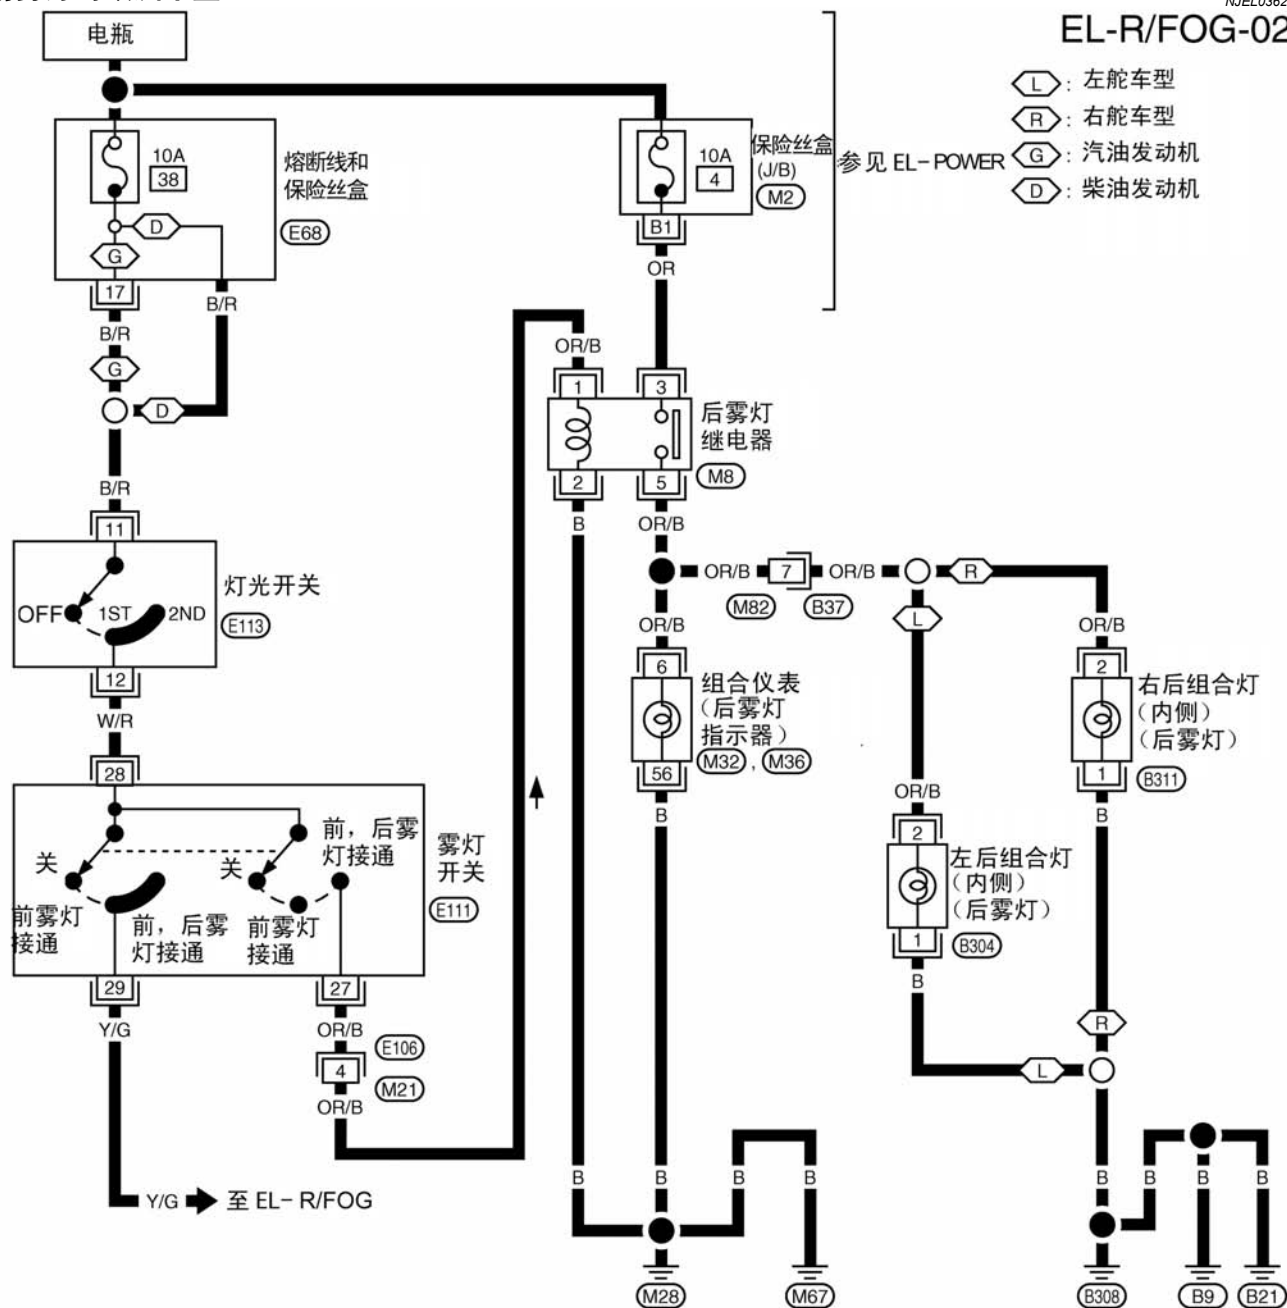 NJEL0362
EL-R/FOG-02
电瓶
L : 左舵车型
R : 右舵车型
G : 汽油发动机
D : 柴油发动机
10A
38
熔断线和
保险丝盒
E68
D
G
17
B/R
B/R
G
D
B/R
10A
4
保险丝盒
(J/B)
M2
参见 EL-POWER
B1
OR
OR/B
1
3
后雾灯
继电器
M8
2
5
B
OR/B
11
灯光开关
E113
OFF
1ST
2ND
12
W/R
28
OR/B
7
OR/B
R
M82
B37
L
OR/B
OR/B
6
组合仪表
(后雾灯
指示器)
M32 , M36
56
B
2
右后组合灯
(内侧)
(后雾灯)
1
B311
B
OR/B
2
左后组合灯
(内侧)
(后雾灯)
1
B304
B
关
前雾灯
接通
前，后雾
灯接通
关
前雾灯
接通
前，后雾
灯接通
雾灯
开关
E111
29
27
Y/G
OR/B
E106
4
M21
OR/B
R
L
Y/G
至 EL-R/FOG
B
B
B
B
B
B
B
B
M28
M67
B308
B9
B21